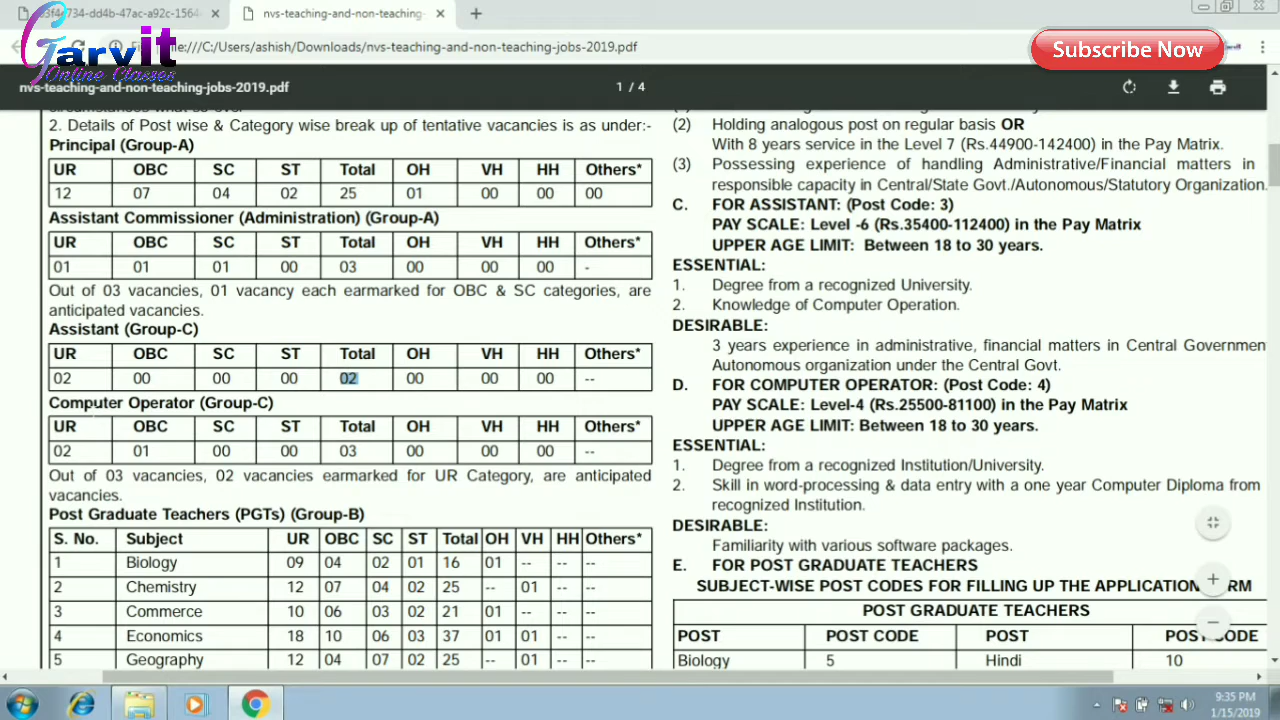 3f4e734-dd4b-47ac-a92c-1564
nvs-teaching-and-non-teaching-
Garvit
Online Classes
///C:/Users/ashish/Downloads/nvs-teaching-and-non-teaching-jobs-2019.pdf
Subscribe Now
nvs-teaching-and-non-teaching-jobs-2019.pdf
1 / 4
2. Details of Post wise & Category wise break up of tentative vacancies is as under:-
Principal (Group-A)
UR OBC SC ST Total OH VH HH Others*
12 07 04 02 25 01 00 00 00
Assistant Commissioner (Administration) (Group-A)
UR OBC SC ST Total OH VH HH Others*
01 01 01 00 03 00 00 00 -
Out of 03 vacancies, 01 vacancy each earmarked for OBC & SC categories, are
anticipated vacancies.
Assistant (Group-C)
UR OBC SC ST Total OH VH HH Others*
02 00 00 00 02 00 00 00 --
Computer Operator (Group-C)
UR OBC SC ST Total OH VH HH Others*
02 01 00 00 03 00 00 00 --
Out of 03 vacancies, 02 vacancies earmarked for UR Category, are anticipated
vacancies.
Post Graduate Teachers (PGTs) (Group-B)
S. No. Subject UR OBC SC ST Total OH VH HH Others*
1 Biology 09 04 02 01 16 01 -- -- --
2 Chemistry 12 07 04 02 25 -- 01 -- --
3 Commerce 10 06 03 02 21 01 -- -- --
4 Economics 18 10 06 03 37 01 01 -- --
5 Geography 12 04 07 02 25 -- 01 -- --
(2) Holding analogous post on regular basis OR
With 8 years service in the Level 7 (Rs.44900-142400) in the Pay Matrix.
(3) Possessing experience of handling Administrative/Financial matters in
responsible capacity in Central/State Govt./Autonomous/Statutory Organization.
C. FOR ASSISTANT: (Post Code: 3)
PAY SCALE: Level -6 (Rs.35400-112400) in the Pay Matrix
UPPER AGE LIMIT: Between 18 to 30 years.
ESSENTIAL:
1. Degree from a recognized University.
2. Knowledge of Computer Operation.
DESIRABLE:
3 years experience in administrative, financial matters in Central Governmen
Autonomous organization under the Central Govt.
D. FOR COMPUTER OPERATOR: (Post Code: 4)
PAY SCALE: Level-4 (Rs.25500-81100) in the Pay Matrix
UPPER AGE LIMIT: Between 18 to 30 years.
ESSENTIAL:
1. Degree from a recognized Institution/University.
2. Skill in word-processing & data entry with a one year Computer Diploma from
recognized Institution.
DESIRABLE:
Familiarity with various software packages.
E. FOR POST GRADUATE TEACHERS
SUBJECT-WISE POST CODES FOR FILLING UP THE APPLICATION RM
POST GRADUATE TEACHERS
POST POST CODE POST POST CODE
Biology 5 Hindi 10
9:35 PM
1/15/2019